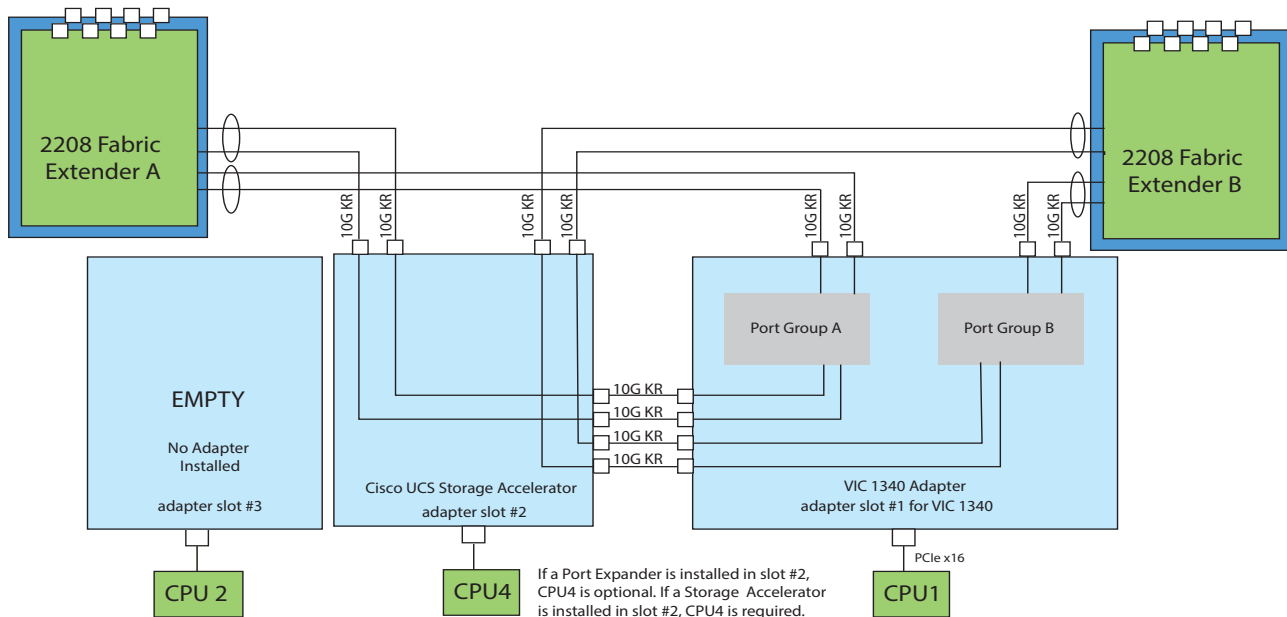 2208 Fabric
Extender A
2208 Fabric
Extender B
10G KR
10G KR
10G KR
10G KR
10G KR
10G KR
10G KR
10G KR
Port Group A
Port Group B
10G KR
10G KR
10G KR
10G KR
EMPTY
No Adapter
Installed
adapter slot #3
Cisco UCS Storage Accelerator
adapter slot #2
VIC 1340 Adapter
adapter slot #1 for VIC 1340
PCIe x16
CPU 2
CPU4
If a Port Expander is installed in slot #2,
CPU4 is optional. If a Storage Accelerator
is installed in slot #2, CPU4 is required.
CPU1